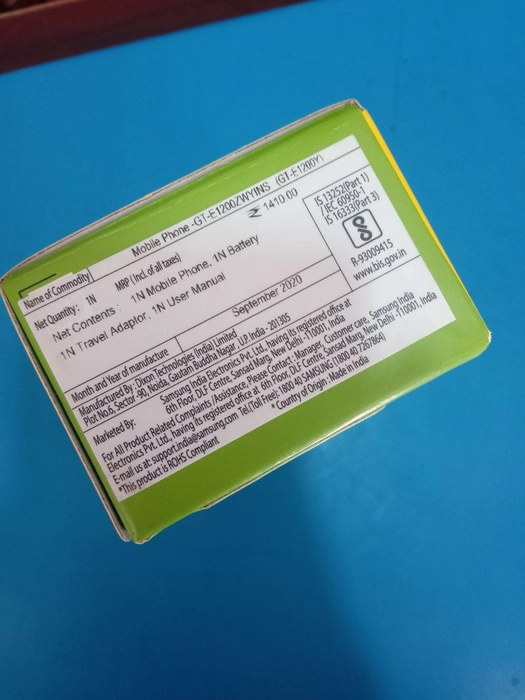 Name of Commodity Mobile Phone -GT-E1200ZWYINS (GT-E1200Y)
Net Quantity : 1N MRP (Incl. of all taxes) ₹ 1410.00
Net Contents : 1N Mobile Phone, 1N Battery
1N Travel Adaptor, 1N User Manual
IS 13252(Part 1)
/ IEC 60950-1
IS 16333(Part 3)
R-93009415
www.bis.gov.in
Month and Year of manufacture September 2020
Manufactured By : Dixon Technologies (India) Limited
Plot No.6, Sector -90, Noida, Gautam Buddha Nagar, U.P, India - 201305
Marketed By: Samsung India Electronics Pvt. Ltd., having its registered office at
6th Floor, DLF Centre, Sansad Marg, New Delhi -110001, India
For All Product Related Complaints /Assistance, Please Contact : Manager, Customer care, Samsung India
Electronics Pvt. Ltd., having its registered office at 6th Floor, DLF Centre, Sansad Marg, New Delhi -110001, India
E-mail us at: support.india@samsung.com Tel.(Toll Free): 1800 40 SAMSUNG (1800 40 7267864)
*This product is ROHS Compliant *Country of Origin : Made in India